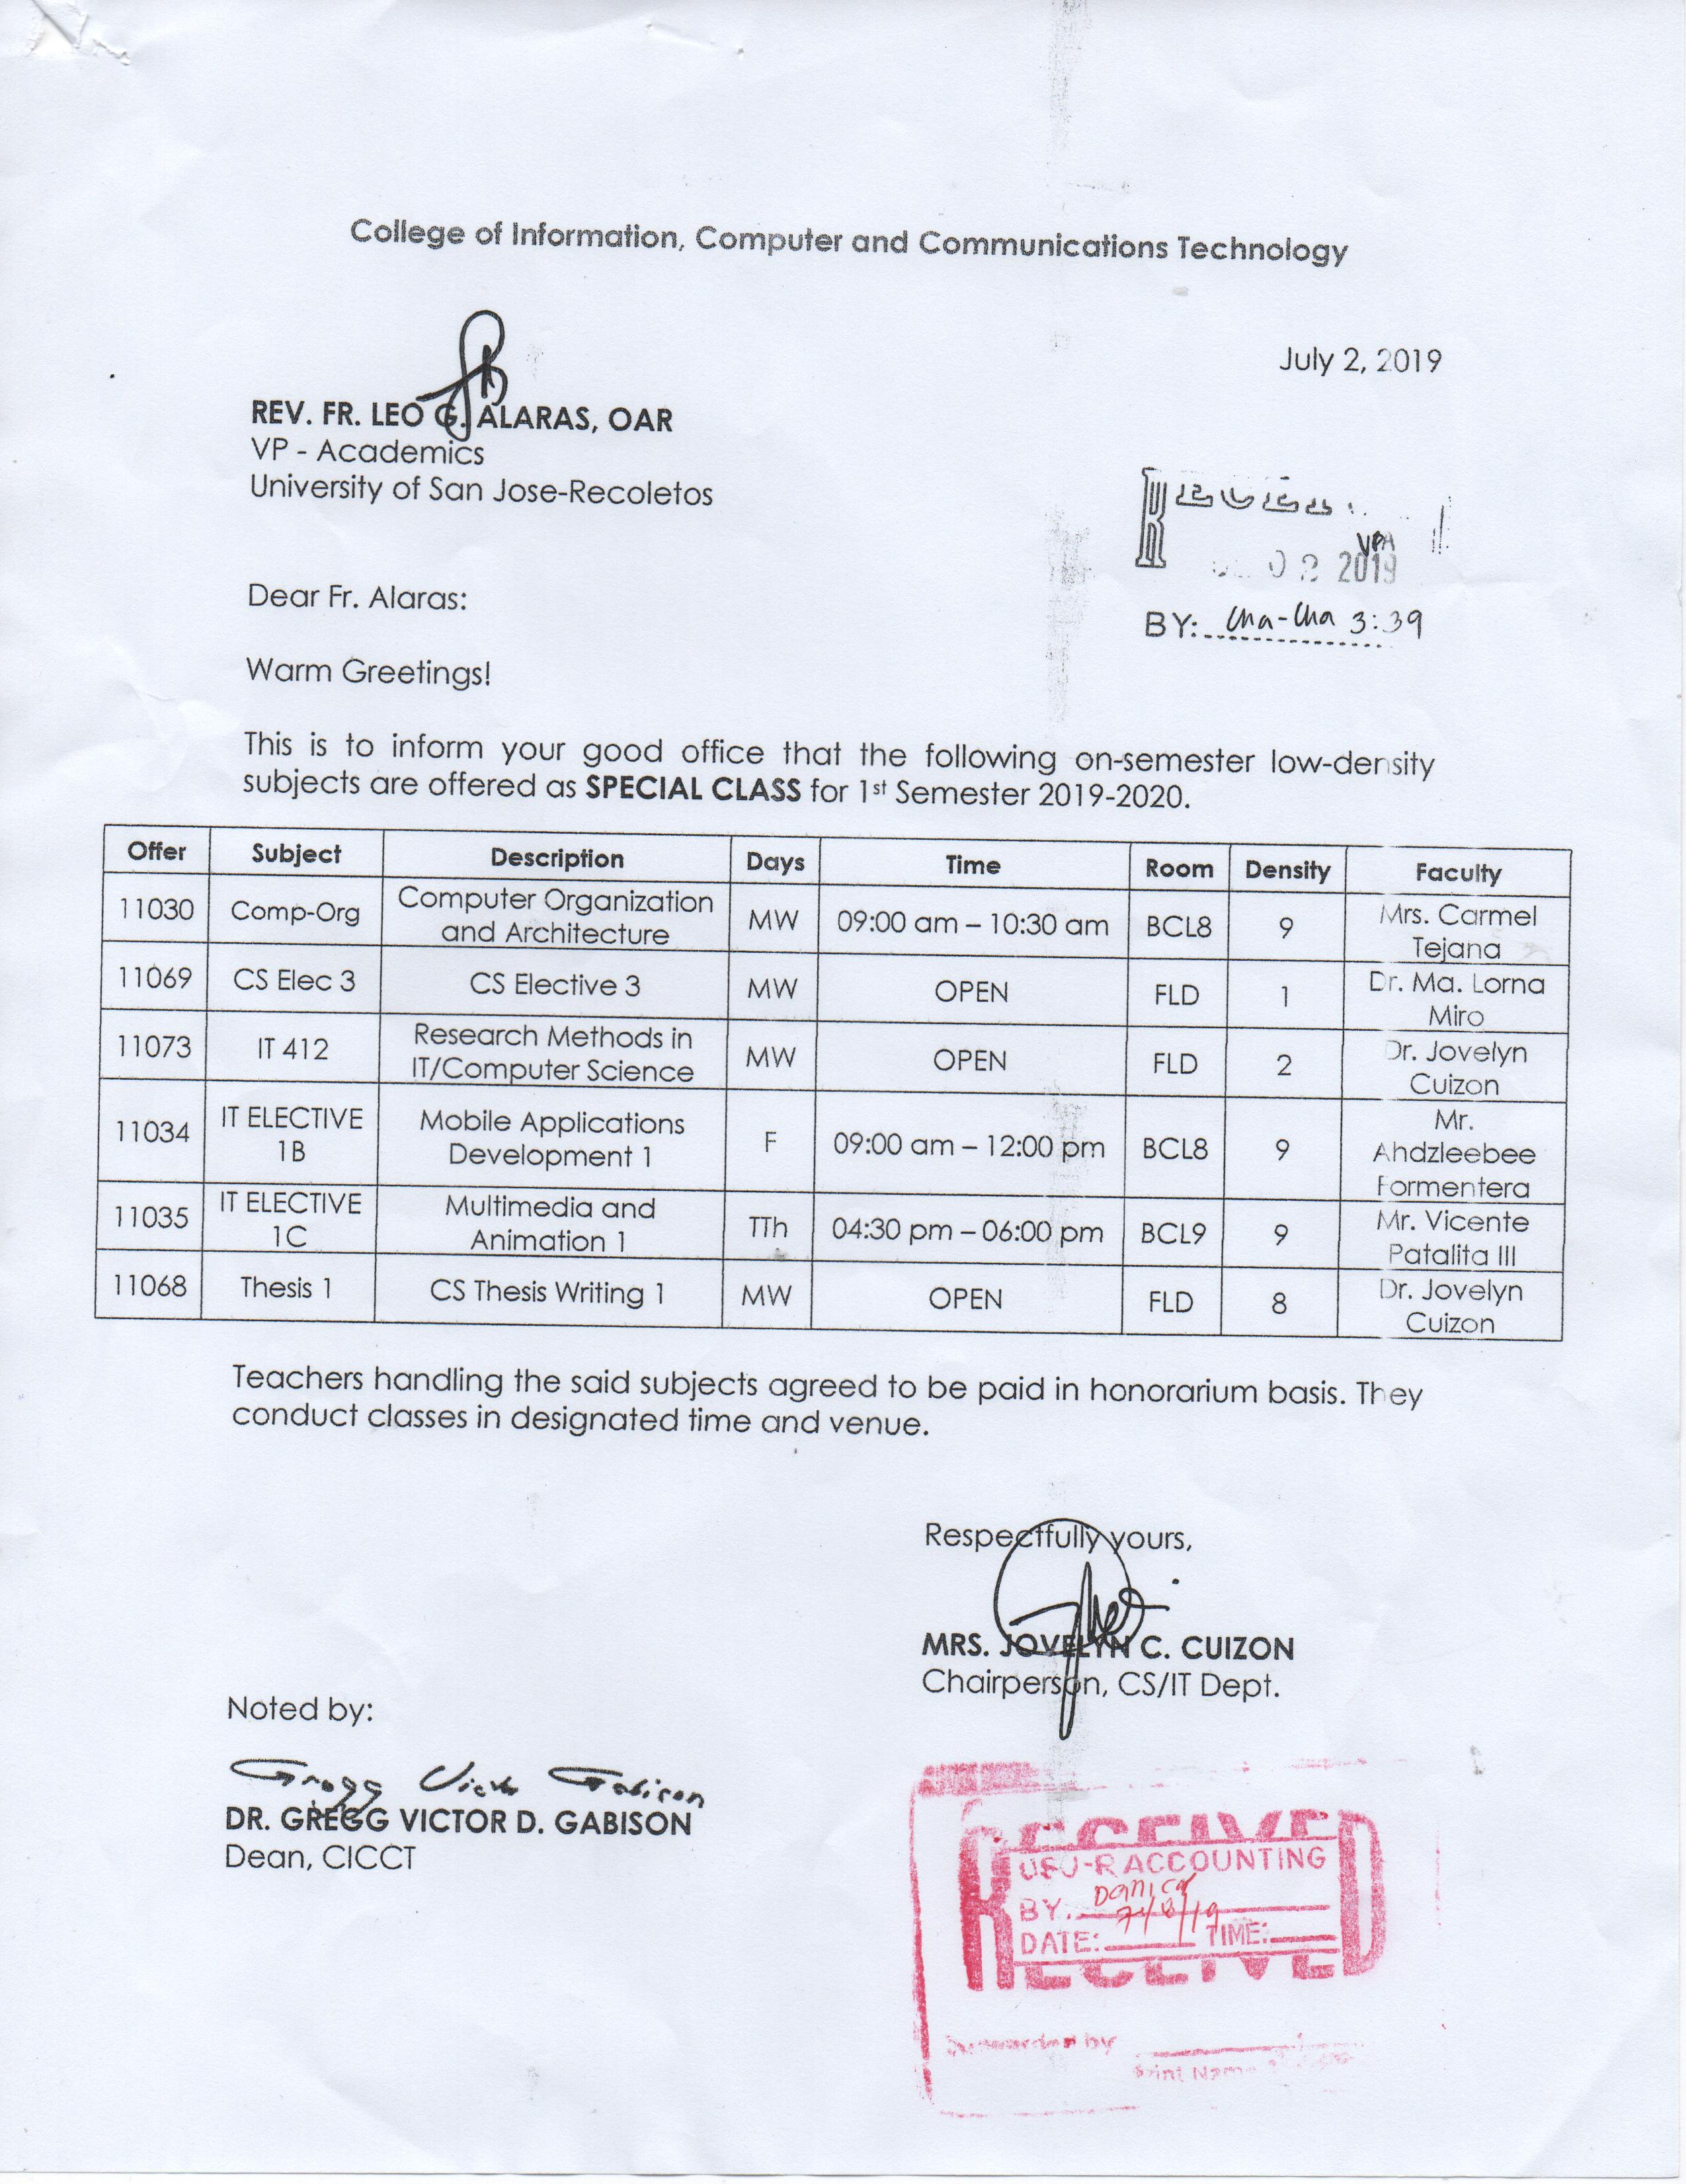 College of Information, Computer and Communications Technology
July 2, 2019
REV. FR. LEO G. ALARAS, OAR
VP - Academics
University of San Jose-Recoletos
VPA
02 2019
BY: Cha-Cha 3:39
Dear Fr. Alaras:
Warm Greetings!
This is to inform your good office that the following on-semester low-density
subjects are offered as SPECIAL CLASS for 1st Semester 2019-2020.
Offer Subject Description Days Time Room Density Faculty
11030 Comp-Org Computer Organization and Architecture MW 09:00 am – 10:30 am BCL8 9 Mrs. Carmel Tejana
11069 CS Elec 3 CS Elective 3 MW OPEN FLD 1 Dr. Ma. Lorna Miro
11073 IT 412 Research Methods in IT/Computer Science MW OPEN FLD 2 Dr. Jovelyn Cuizon
11034 IT ELECTIVE 1B Mobile Applications Development 1 F 09:00 am – 12:00 pm BCL8 9 Mr. Ahdzleebee Formentera
11035 IT ELECTIVE 1C Multimedia and Animation 1 TTh 04:30 pm – 06:00 pm BCL9 9 Mr. Vicente Patalita III
11068 Thesis 1 CS Thesis Writing 1 MW OPEN FLD 8 Dr. Jovelyn Cuizon
Teachers handling the said subjects agreed to be paid in honorarium basis. They
conduct classes in designated time and venue.
Respectfully yours,
MRS. JOVELYN C. CUIZON
Chairperson, CS/IT Dept.
Noted by:
Gregg Victor Gabison
DR. GREGG VICTOR D. GABISON
Dean, CICCT
RECEIVED
USJ-R ACCOUNTING
BY. Danica
7/8/19
DATE: TIME:
RECEIVED
by
Print Name